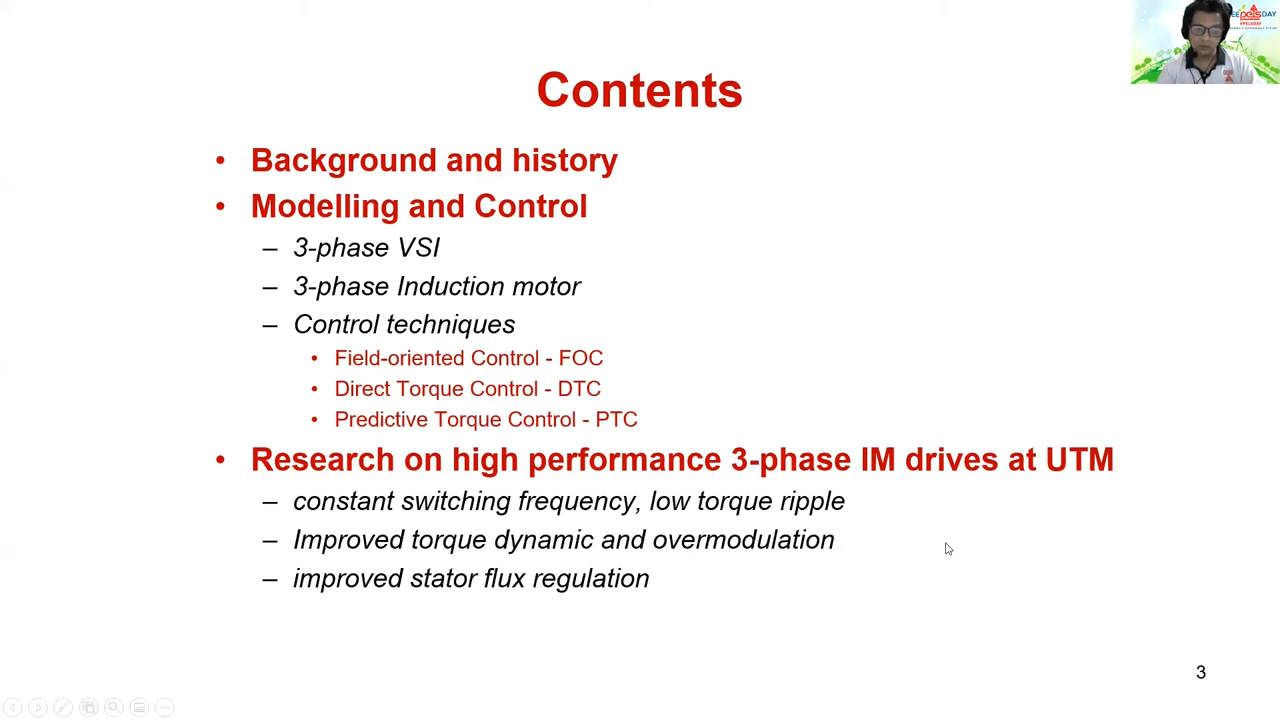 Contents
• Background and history
• Modelling and Control
– 3-phase VSI
– 3-phase Induction motor
– Control techniques
• Field-oriented Control - FOC
• Direct Torque Control - DTC
• Predictive Torque Control - PTC
• Research on high performance 3-phase IM drives at UTM
– constant switching frequency, low torque ripple
– Improved torque dynamic and overmodulation
– improved stator flux regulation
3
pelsDAY
#PELSDAY